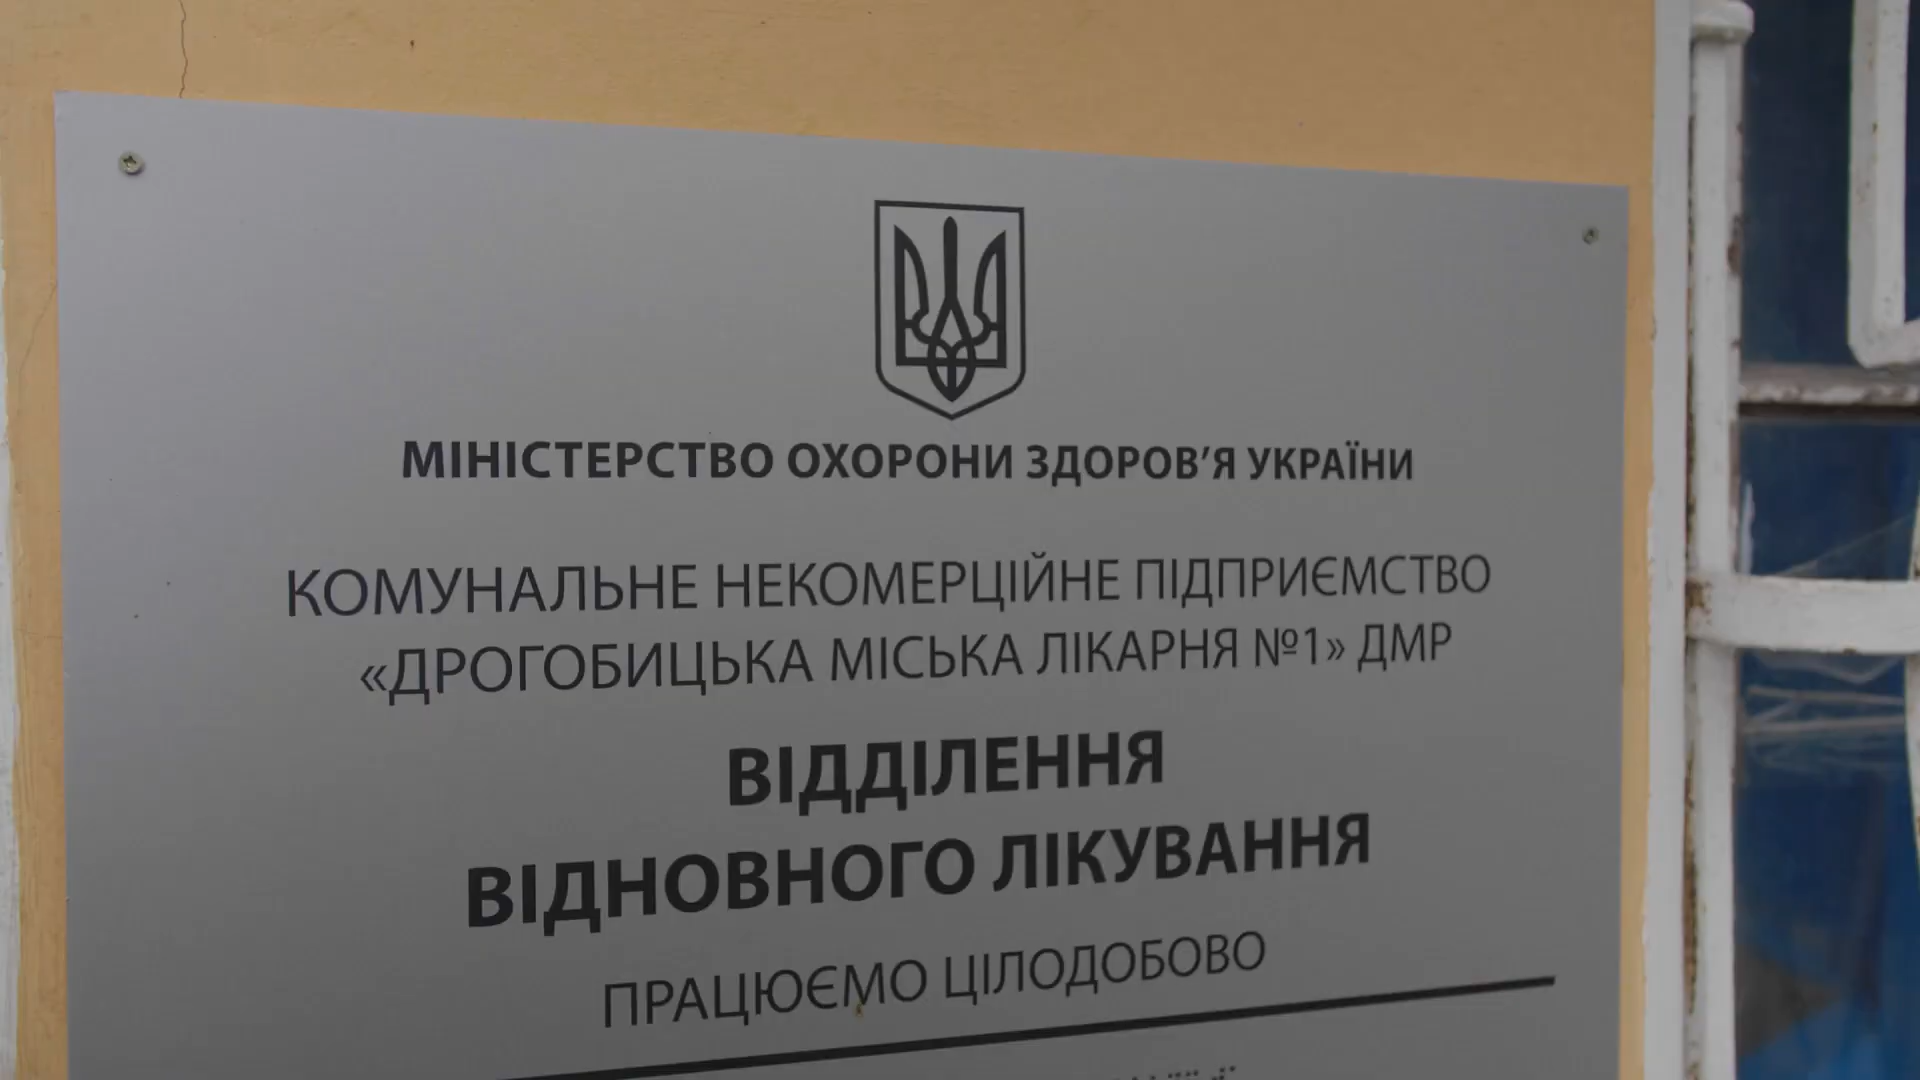 МІНІСТЕРСТВО ОХОРОНИ ЗДОРОВ'Я УКРАЇНИ
КОМУНАЛЬНЕ НЕКОМЕРЦІЙНЕ ПІДПРИЄМСТВО
«ДРОГОБИЦЬКА МІСЬКА ЛІКАРНЯ №1» ДМР
ВІДДІЛЕННЯ
ВІДНОВНОГО ЛІКУВАННЯ
ПРАЦЮЄМО ЦІЛОДОБОВО